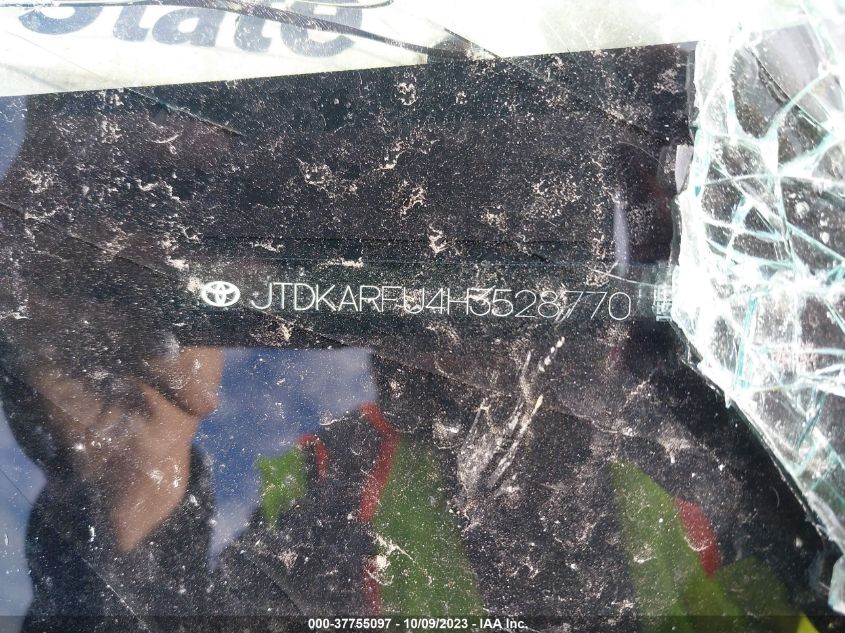 State
JTDKARFU4H3528770
000-37755097 - 10/09/2023 - IAA Inc.